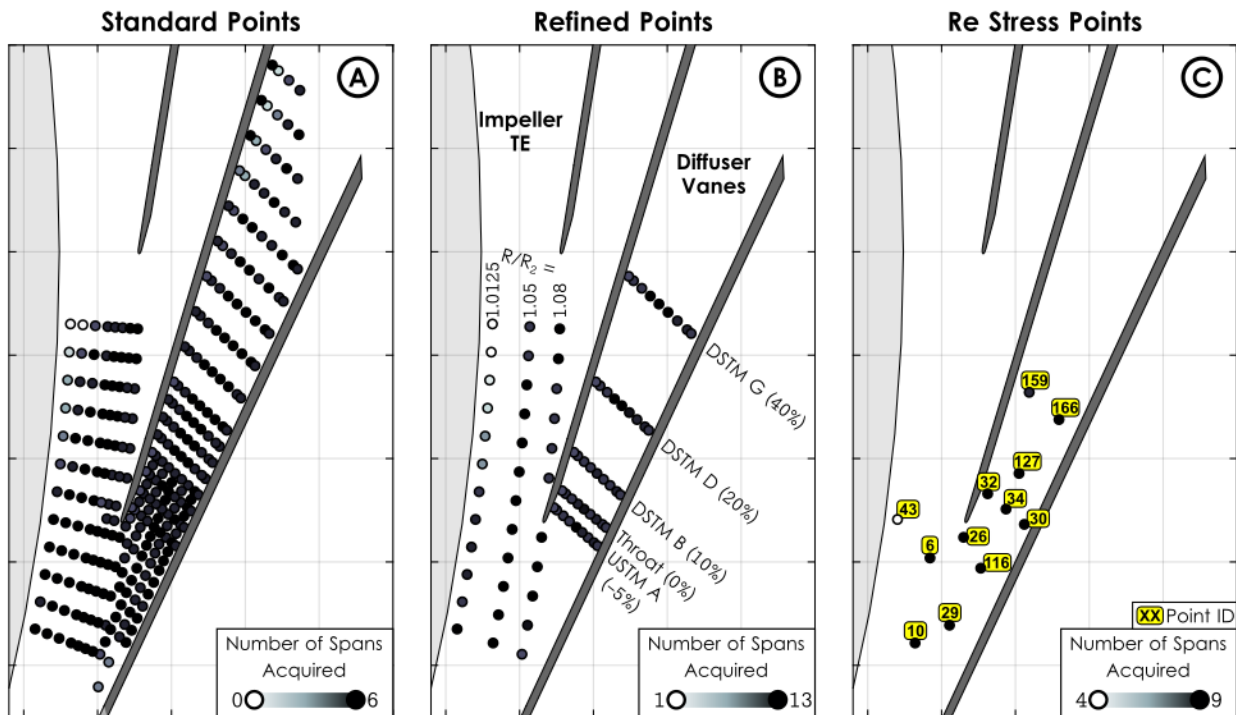 Standard Points
Refined Points
Re Stress Points
A
B
C
Impeller
TE
Diffuser
Vanes
R/R2 =
1.0125
1.05
1.08
DSTM G (40%)
DSTM D (20%)
DSTM B (10%)
Throat (0%)
USTM A
(-5%)
159
166
127
32
34
43
30
6
26
116
29
10
XX Point ID
Number of Spans
Acquired
0 6
Number of Spans
Acquired
1 13
Number of Spans
Acquired
4 9